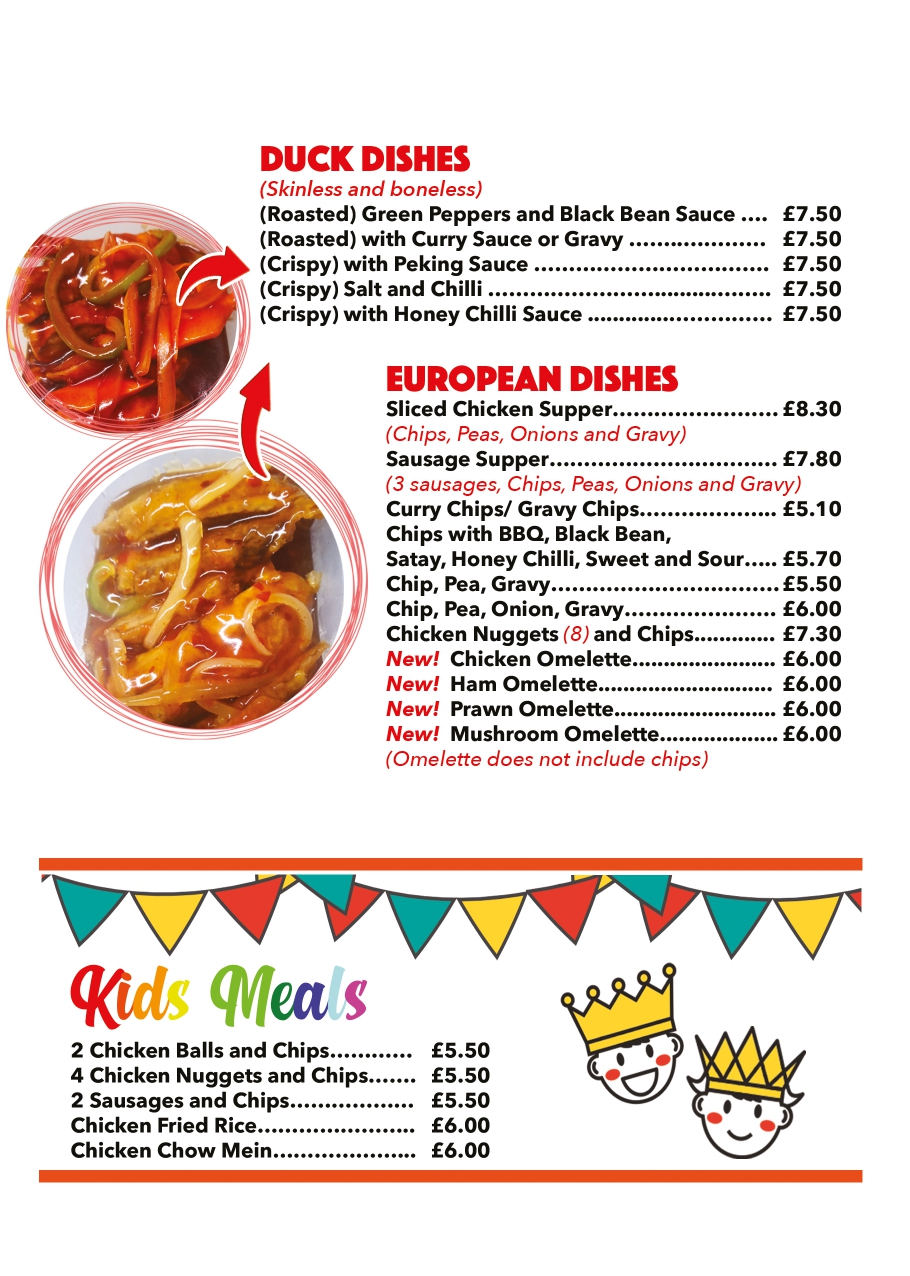 DUCK DISHES
(Skinless and boneless)
(Roasted) Green Peppers and Black Bean Sauce .... £7.50
(Roasted) with Curry Sauce or Gravy .................... £7.50
(Crispy) with Peking Sauce .................................. £7.50
(Crispy) Salt and Chilli ......................................... £7.50
(Crispy) with Honey Chilli Sauce ........................... £7.50
EUROPEAN DISHES
Sliced Chicken Supper........................ £8.30
(Chips, Peas, Onions and Gravy)
Sausage Supper................................. £7.80
(3 sausages, Chips, Peas, Onions and Gravy)
Curry Chips/ Gravy Chips.................... £5.10
Chips with BBQ, Black Bean,
Satay, Honey Chilli, Sweet and Sour..... £5.70
Chip, Pea, Gravy.................................£5.50
Chip, Pea, Onion, Gravy...................... £6.00
Chicken Nuggets (8) and Chips............ £7.30
New! Chicken Omelette..................... £6.00
New! Ham Omelette.......................... £6.00
New! Prawn Omelette........................ £6.00
New! Mushroom Omelette................. £6.00
(Omelette does not include chips)
Kids Meals
2 Chicken Balls and Chips............ £5.50
4 Chicken Nuggets and Chips....... £5.50
2 Sausages and Chips.................. £5.50
Chicken Fried Rice....................... £6.00
Chicken Chow Mein..................... £6.00